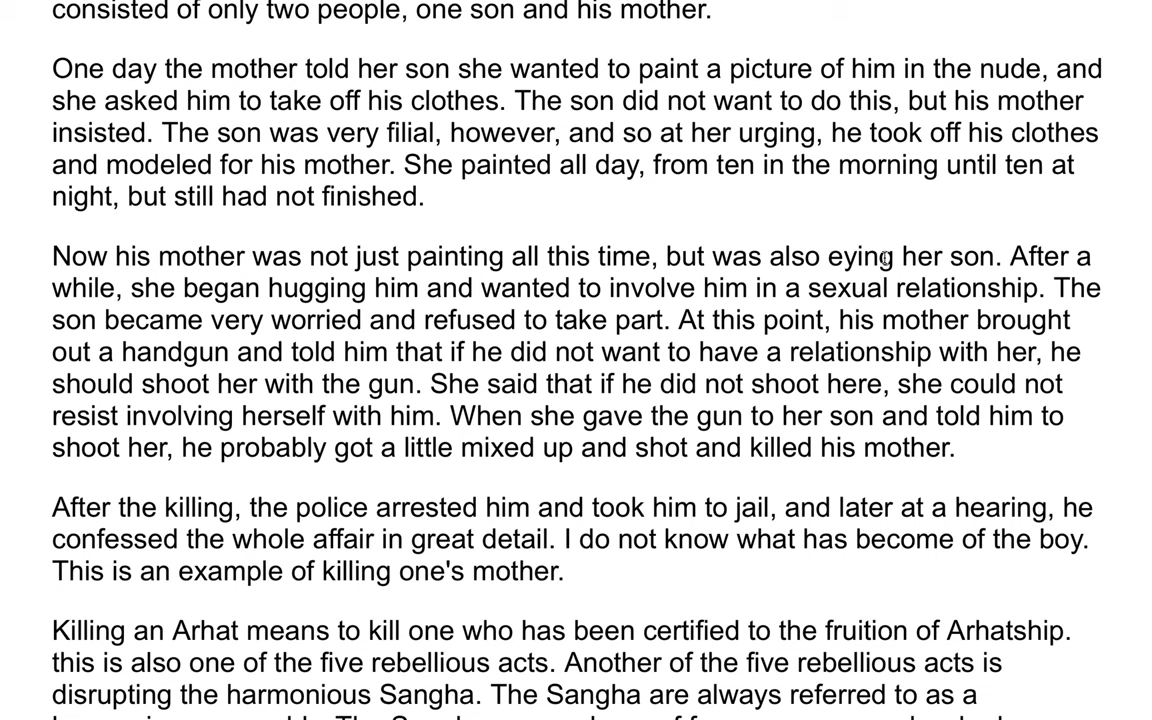 consisted of only two people, one son and his mother.
One day the mother told her son she wanted to paint a picture of him in the nude, and
she asked him to take off his clothes. The son did not want to do this, but his mother
insisted. The son was very filial, however, and so at her urging, he took off his clothes
and modeled for his mother. She painted all day, from ten in the morning until ten at
night, but still had not finished.
Now his mother was not just painting all this time, but was also eying her son. After a
while, she began hugging him and wanted to involve him in a sexual relationship. The
son became very worried and refused to take part. At this point, his mother brought
out a handgun and told him that if he did not want to have a relationship with her, he
should shoot her with the gun. She said that if he did not shoot here, she could not
resist involving herself with him. When she gave the gun to her son and told him to
shoot her, he probably got a little mixed up and shot and killed his mother.
After the killing, the police arrested him and took him to jail, and later at a hearing, he
confessed the whole affair in great detail. I do not know what has become of the boy.
This is an example of killing one's mother.
Killing an Arhat means to kill one who has been certified to the fruition of Arhatship.
this is also one of the five rebellious acts. Another of the five rebellious acts is
disrupting the harmonious Sangha. The Sangha are always referred to as a